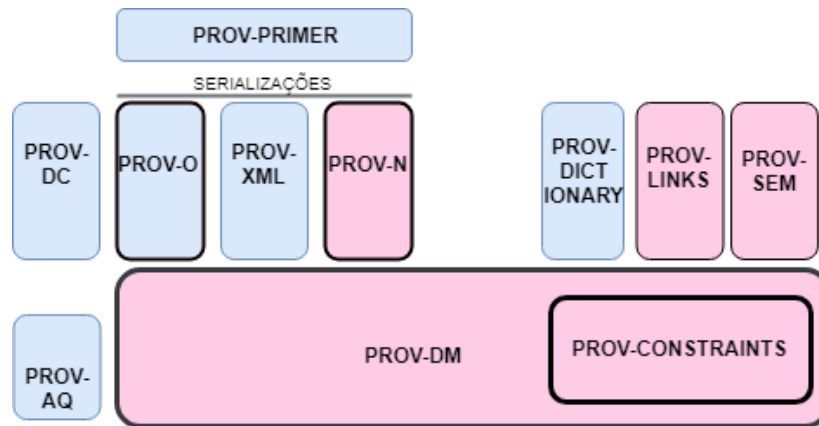 PROV-PRIMER
SERIALIZAÇÕES
PROV-
DC
PROV-O
PROV-
XML
PROV-N
PROV-
DICT
IONARY
PROV-
LINKS
PROV-
SEM
PROV-
AQ
PROV-DM
PROV-CONSTRAINTS